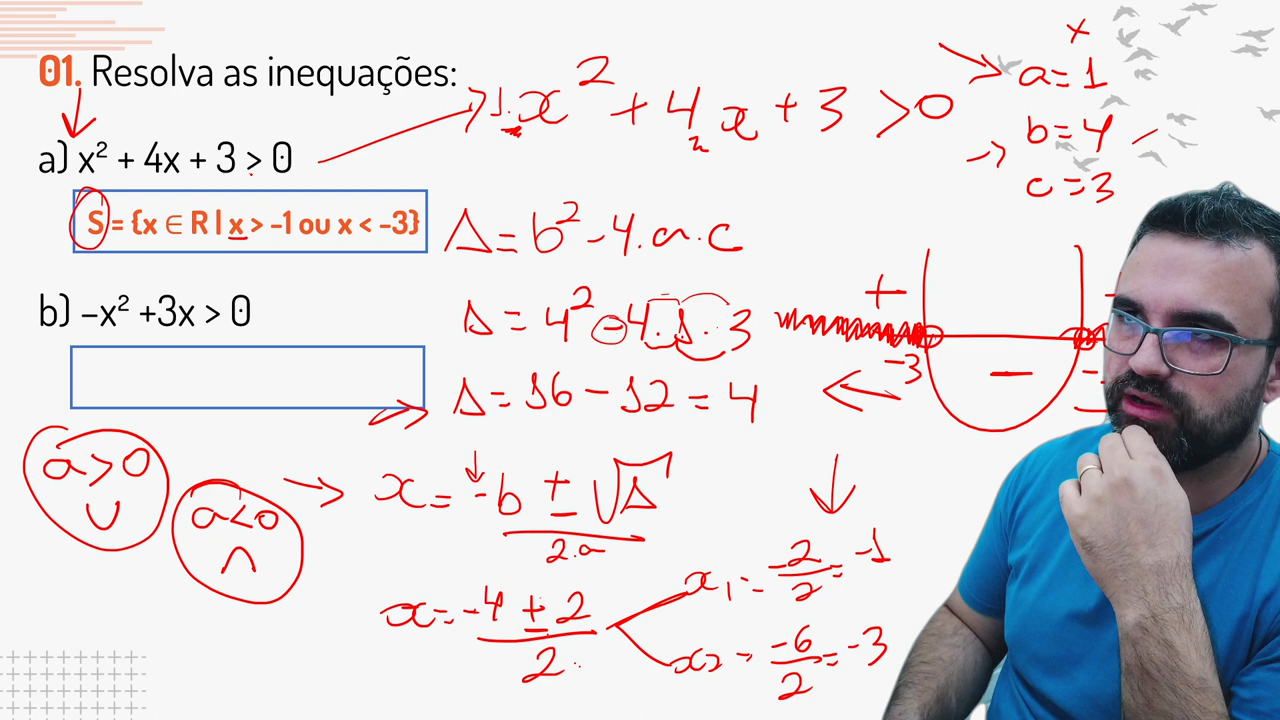 01. Resolva as inequações:
a) x² + 4x + 3 > 0
S = {x ∈ R | x > -1 ou x < -3}
b) –x² +3x > 0
a>0
a<0
1.x² + 4x + 3 > 0
Δ = b² - 4.a.c
Δ = 4² - 4.1.3
Δ = 16 - 12 = 4
x = -b ± √Δ
2.a
x = -4 ± 2
2
x₁ = -2/2 = -1
x₂ = -6/2 = -3
x
a=1
b=4
c=3
+
-3
-